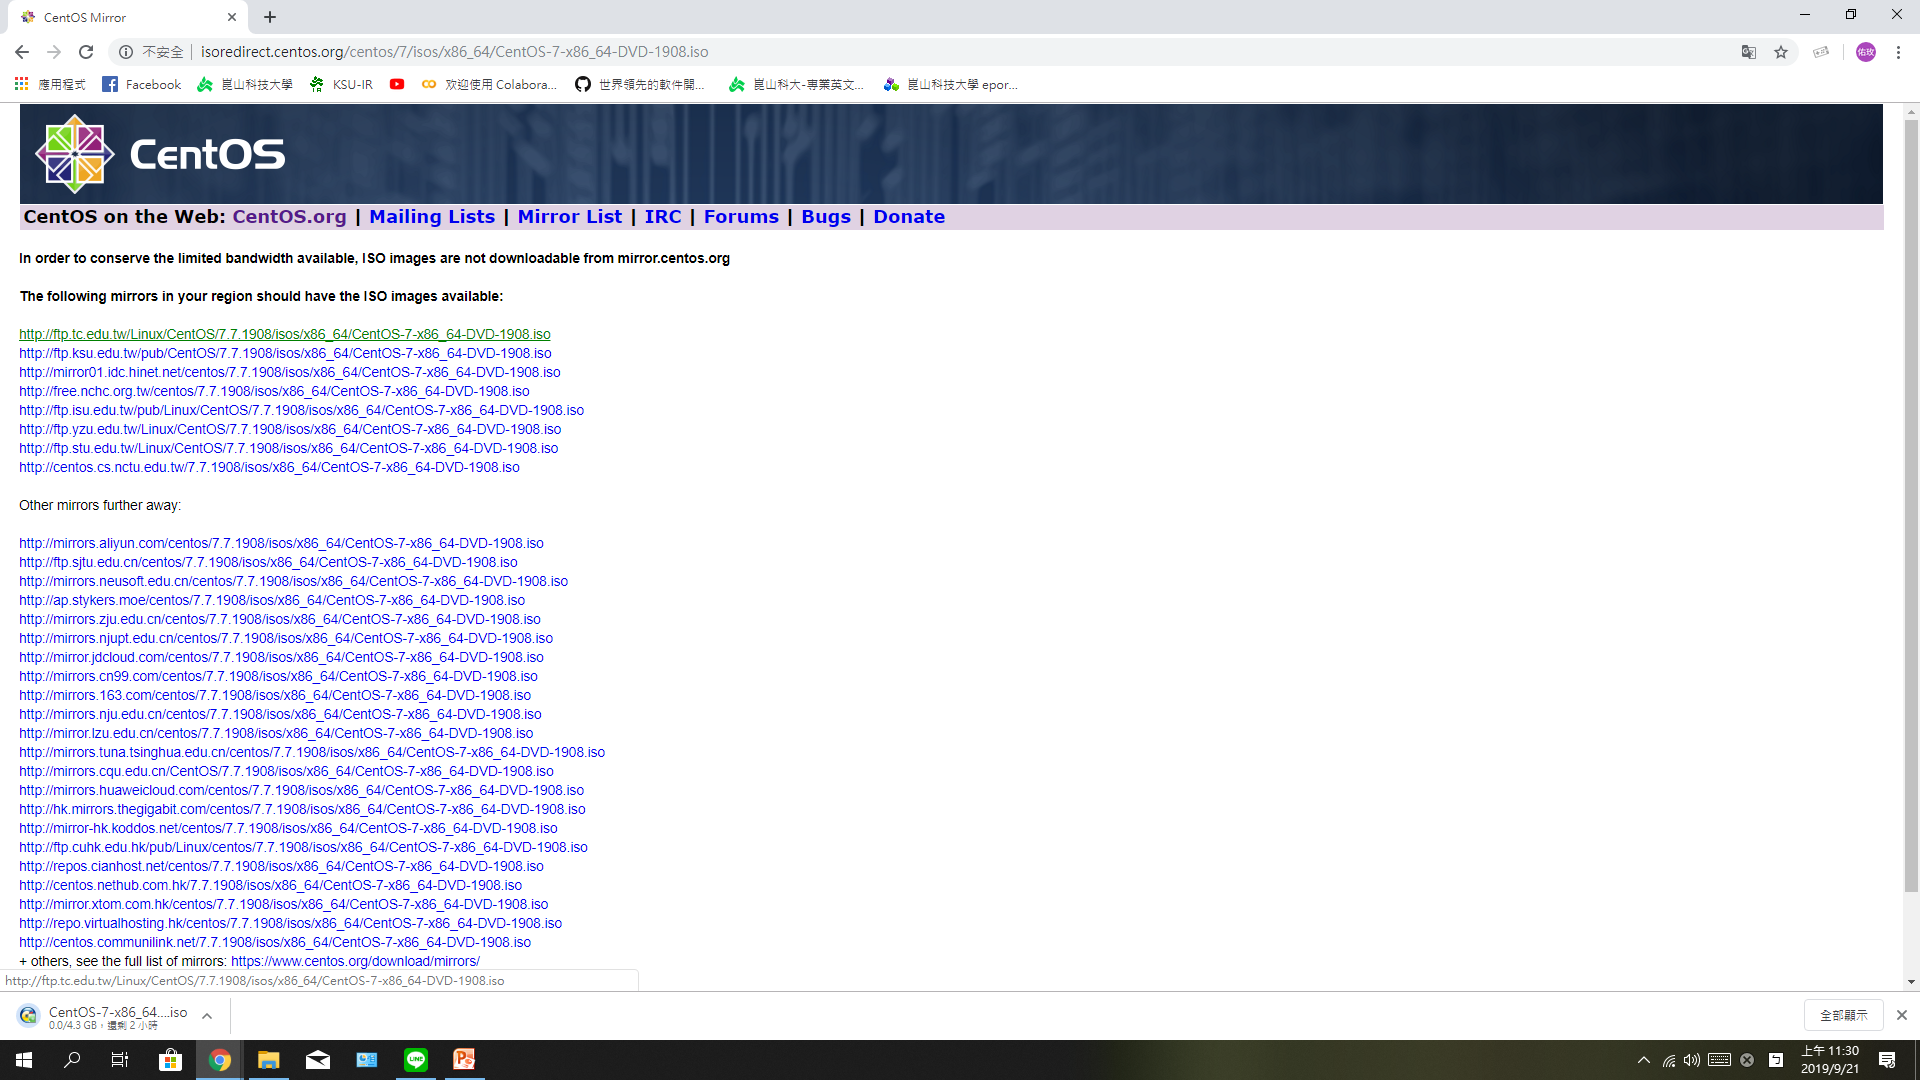 CentOS Mirror
不安全 | isoredirect.centos.org/centos/7/isos/x86_64/CentOS-7-x86_64-DVD-1908.iso
佑玫
應用程式 Facebook 崑山科技大學 KSU-IR 欢迎使用 Colabora... 世界領先的軟件開... 崑山科大-專業英文... 崑山科技大學 epor...
CentOS
CentOS on the Web: CentOS.org | Mailing Lists | Mirror List | IRC | Forums | Bugs | Donate
In order to conserve the limited bandwidth available, ISO images are not downloadable from mirror.centos.org
The following mirrors in your region should have the ISO images available:
http://ftp.tc.edu.tw/Linux/CentOS/7.7.1908/isos/x86_64/CentOS-7-x86_64-DVD-1908.iso
http://ftp.ksu.edu.tw/pub/CentOS/7.7.1908/isos/x86_64/CentOS-7-x86_64-DVD-1908.iso
http://mirror01.idc.hinet.net/centos/7.7.1908/isos/x86_64/CentOS-7-x86_64-DVD-1908.iso
http://free.nchc.org.tw/centos/7.7.1908/isos/x86_64/CentOS-7-x86_64-DVD-1908.iso
http://ftp.isu.edu.tw/pub/Linux/CentOS/7.7.1908/isos/x86_64/CentOS-7-x86_64-DVD-1908.iso
http://ftp.yzu.edu.tw/Linux/CentOS/7.7.1908/isos/x86_64/CentOS-7-x86_64-DVD-1908.iso
http://ftp.stu.edu.tw/Linux/CentOS/7.7.1908/isos/x86_64/CentOS-7-x86_64-DVD-1908.iso
http://centos.cs.nctu.edu.tw/7.7.1908/isos/x86_64/CentOS-7-x86_64-DVD-1908.iso
Other mirrors further away:
http://mirrors.aliyun.com/centos/7.7.1908/isos/x86_64/CentOS-7-x86_64-DVD-1908.iso
http://ftp.sjtu.edu.cn/centos/7.7.1908/isos/x86_64/CentOS-7-x86_64-DVD-1908.iso
http://mirrors.neusoft.edu.cn/centos/7.7.1908/isos/x86_64/CentOS-7-x86_64-DVD-1908.iso
http://ap.stykers.moe/centos/7.7.1908/isos/x86_64/CentOS-7-x86_64-DVD-1908.iso
http://mirrors.zju.edu.cn/centos/7.7.1908/isos/x86_64/CentOS-7-x86_64-DVD-1908.iso
http://mirrors.njupt.edu.cn/centos/7.7.1908/isos/x86_64/CentOS-7-x86_64-DVD-1908.iso
http://mirror.jdcloud.com/centos/7.7.1908/isos/x86_64/CentOS-7-x86_64-DVD-1908.iso
http://mirrors.cn99.com/centos/7.7.1908/isos/x86_64/CentOS-7-x86_64-DVD-1908.iso
http://mirrors.163.com/centos/7.7.1908/isos/x86_64/CentOS-7-x86_64-DVD-1908.iso
http://mirrors.nju.edu.cn/centos/7.7.1908/isos/x86_64/CentOS-7-x86_64-DVD-1908.iso
http://mirror.lzu.edu.cn/centos/7.7.1908/isos/x86_64/CentOS-7-x86_64-DVD-1908.iso
http://mirrors.tuna.tsinghua.edu.cn/centos/7.7.1908/isos/x86_64/CentOS-7-x86_64-DVD-1908.iso
http://mirrors.cqu.edu.cn/CentOS/7.7.1908/isos/x86_64/CentOS-7-x86_64-DVD-1908.iso
http://mirrors.huaweicloud.com/centos/7.7.1908/isos/x86_64/CentOS-7-x86_64-DVD-1908.iso
http://hk.mirrors.thegigabit.com/centos/7.7.1908/isos/x86_64/CentOS-7-x86_64-DVD-1908.iso
http://mirror-hk.koddos.net/centos/7.7.1908/isos/x86_64/CentOS-7-x86_64-DVD-1908.iso
http://ftp.cuhk.edu.hk/pub/Linux/centos/7.7.1908/isos/x86_64/CentOS-7-x86_64-DVD-1908.iso
http://repos.cianhost.net/centos/7.7.1908/isos/x86_64/CentOS-7-x86_64-DVD-1908.iso
http://centos.nethub.com.hk/7.7.1908/isos/x86_64/CentOS-7-x86_64-DVD-1908.iso
http://mirror.xtom.com.hk/centos/7.7.1908/isos/x86_64/CentOS-7-x86_64-DVD-1908.iso
http://repo.virtualhosting.hk/centos/7.7.1908/isos/x86_64/CentOS-7-x86_64-DVD-1908.iso
http://centos.communilink.net/7.7.1908/isos/x86_64/CentOS-7-x86_64-DVD-1908.iso
+ others, see the full list of mirrors: https://www.centos.org/download/mirrors/
http://ftp.tc.edu.tw/Linux/CentOS/7.7.1908/isos/x86_64/CentOS-7-x86_64-DVD-1908.iso
CentOS-7-x86_64....iso
0.0/4.3 GB，還剩 2 小時
全部顯示
上午 11:30
2019/9/21